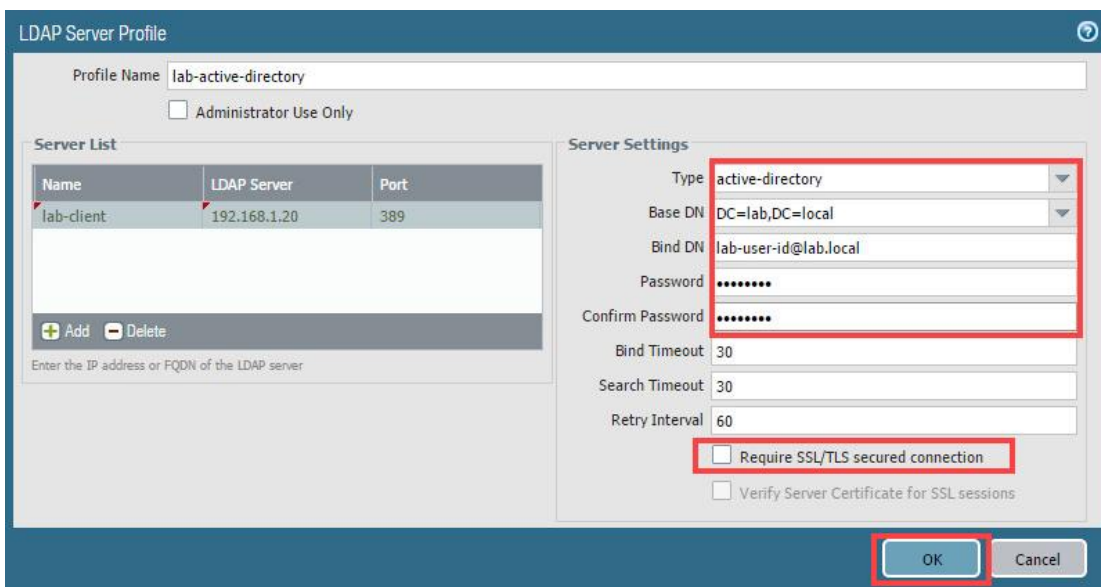 LDAP Server Profile
Profile Name lab-active-directory
Administrator Use Only
Server List
Name LDAP Server Port
lab-client 192.168.1.20 389
Add Delete
Enter the IP address or FQDN of the LDAP server
Server Settings
Type active-directory
Base DN DC=lab,DC=local
Bind DN lab-user-id@lab.local
Password ••••••••
Confirm Password ••••••••
Bind Timeout 30
Search Timeout 30
Retry Interval 60
Require SSL/TLS secured connection
Verify Server Certificate for SSL sessions
OK Cancel